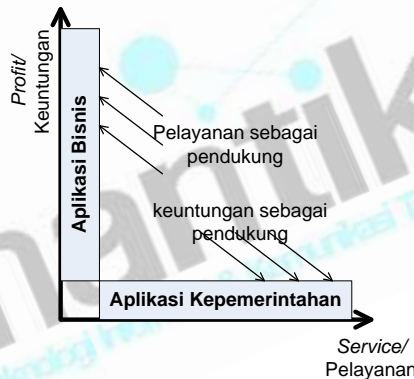 Profit/
Keuntungan
Aplikasi Bisnis
Pelayanan sebagai
pendukung
keuntungan sebagai
pendukung
Aplikasi Kepemerintahan
Service/
Pelayanan